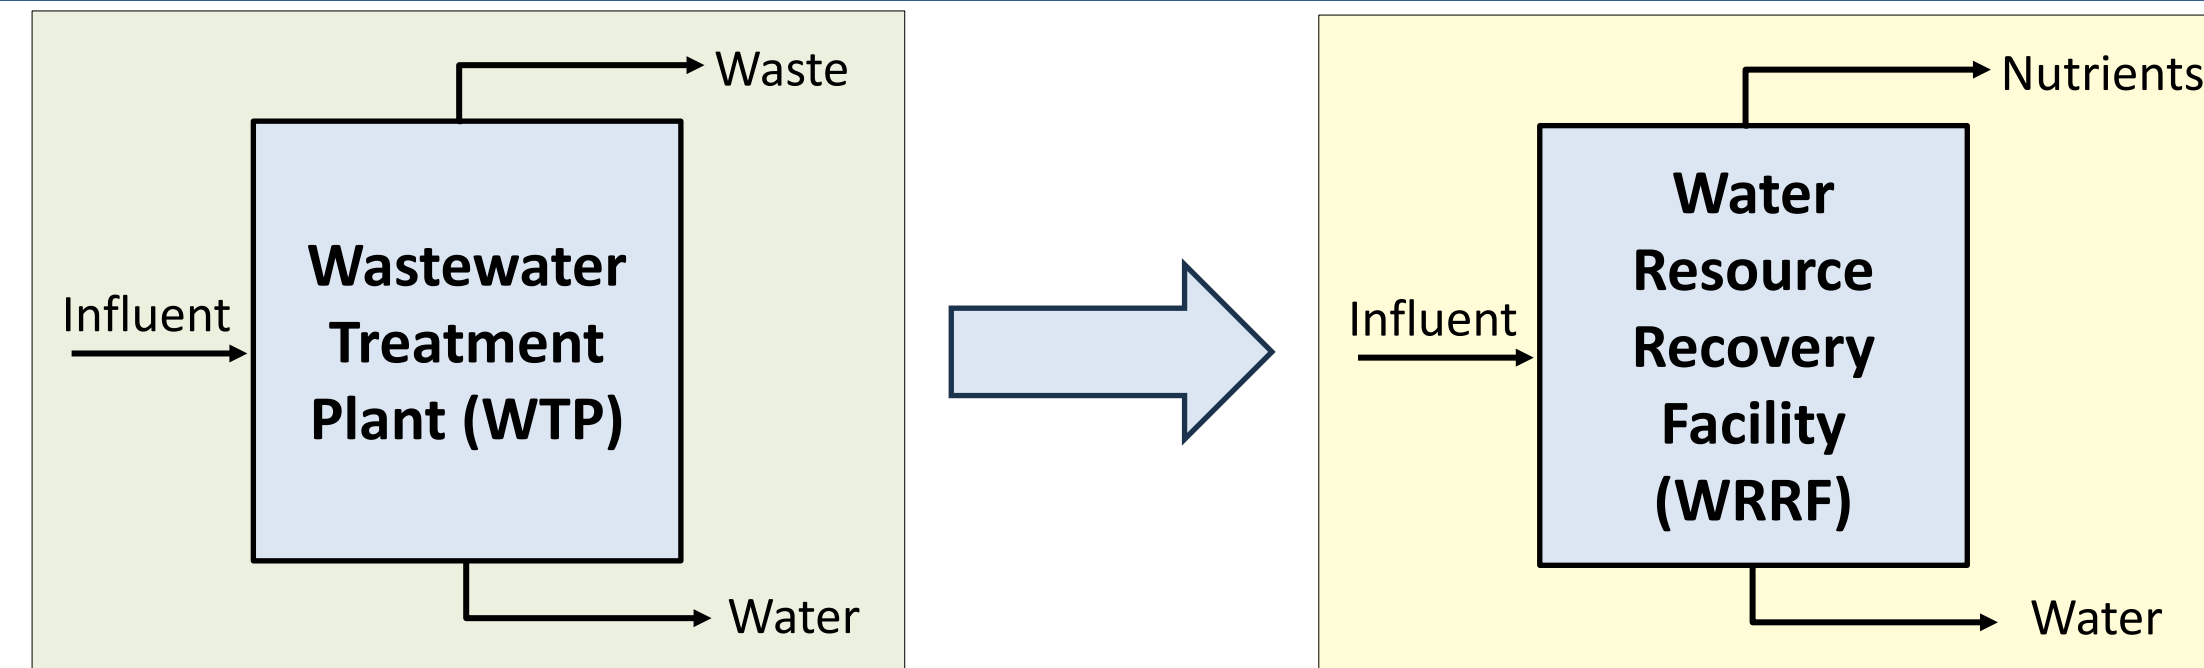 Waste
Influent
Wastewater
Treatment
Plant (WTP)
Water
Nutrients
Influent
Water
Resource
Recovery
Facility
(WRRF)
Water